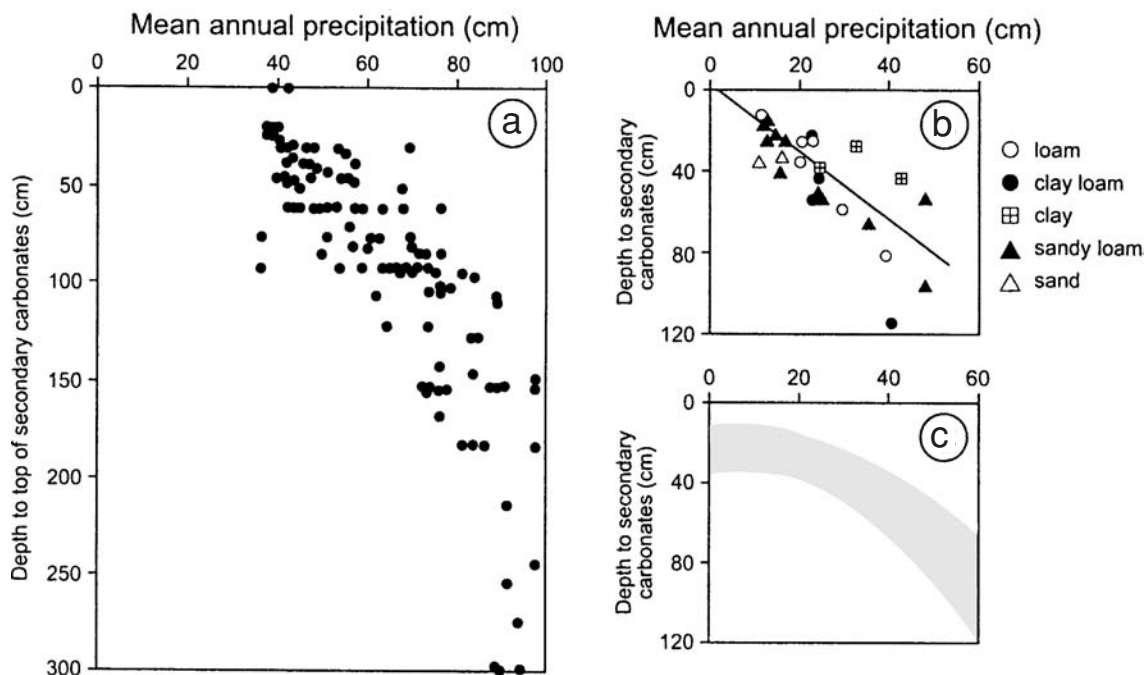 Mean annual precipitation (cm)
0 20 40 60 80 100
Depth to top of secondary carbonates (cm)
0
50
100
150
200
250
300
a
Mean annual precipitation (cm)
0 20 40 60
Depth to secondary
carbonates (cm)
0
40
80
120
b
loam
clay loam
clay
sandy loam
sand
0 20 40 60
Depth to secondary
carbonates (cm)
0
40
80
120
c